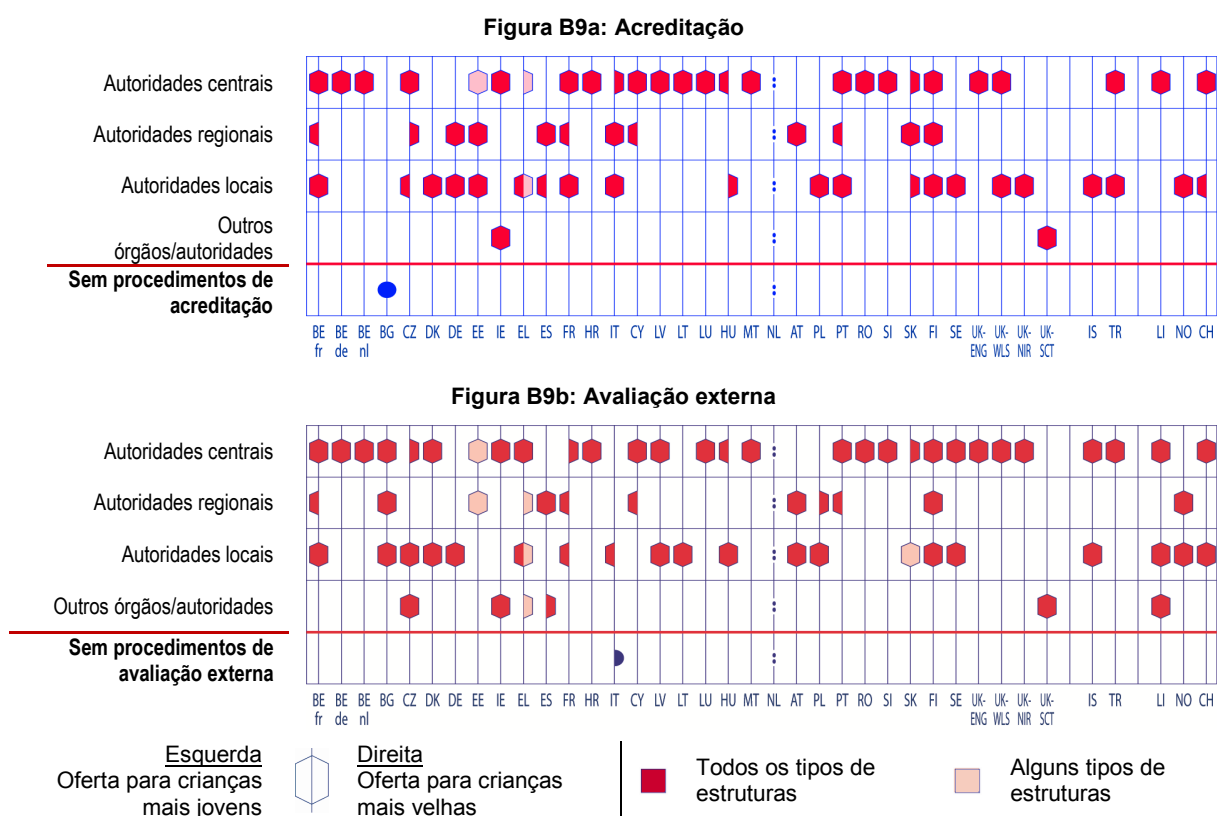 Figura B9a: Acreditação
Autoridades centrais
Autoridades regionais
Autoridades locais
Outros
órgãos/autoridades
Sem procedimentos de
acreditação
BE BE BE BG CZ DK DE EE IE EL ES FR HR IT CY LV LT LU HU MT NL AT PL PT RO SI SK FI SE UK- UK- UK- UK- IS TR LI NO CH
fr de nl ENG WLS NIR SCT
Figura B9b: Avaliação externa
Autoridades centrais
Autoridades regionais
Autoridades locais
Outros órgãos/autoridades
Sem procedimentos de
avaliação externa
BE BE BE BG CZ DK DE EE IE EL ES FR HR IT CY LV LT LU HU MT NL AT PL PT RO SI SK FI SE UK- UK- UK- UK- IS TR LI NO CH
fr de nl ENG WLS NIR SCT
Esquerda
Oferta para crianças
mais jovens
Direita
Oferta para crianças
mais velhas
Todos os tipos de
estruturas
Alguns tipos de
estruturas